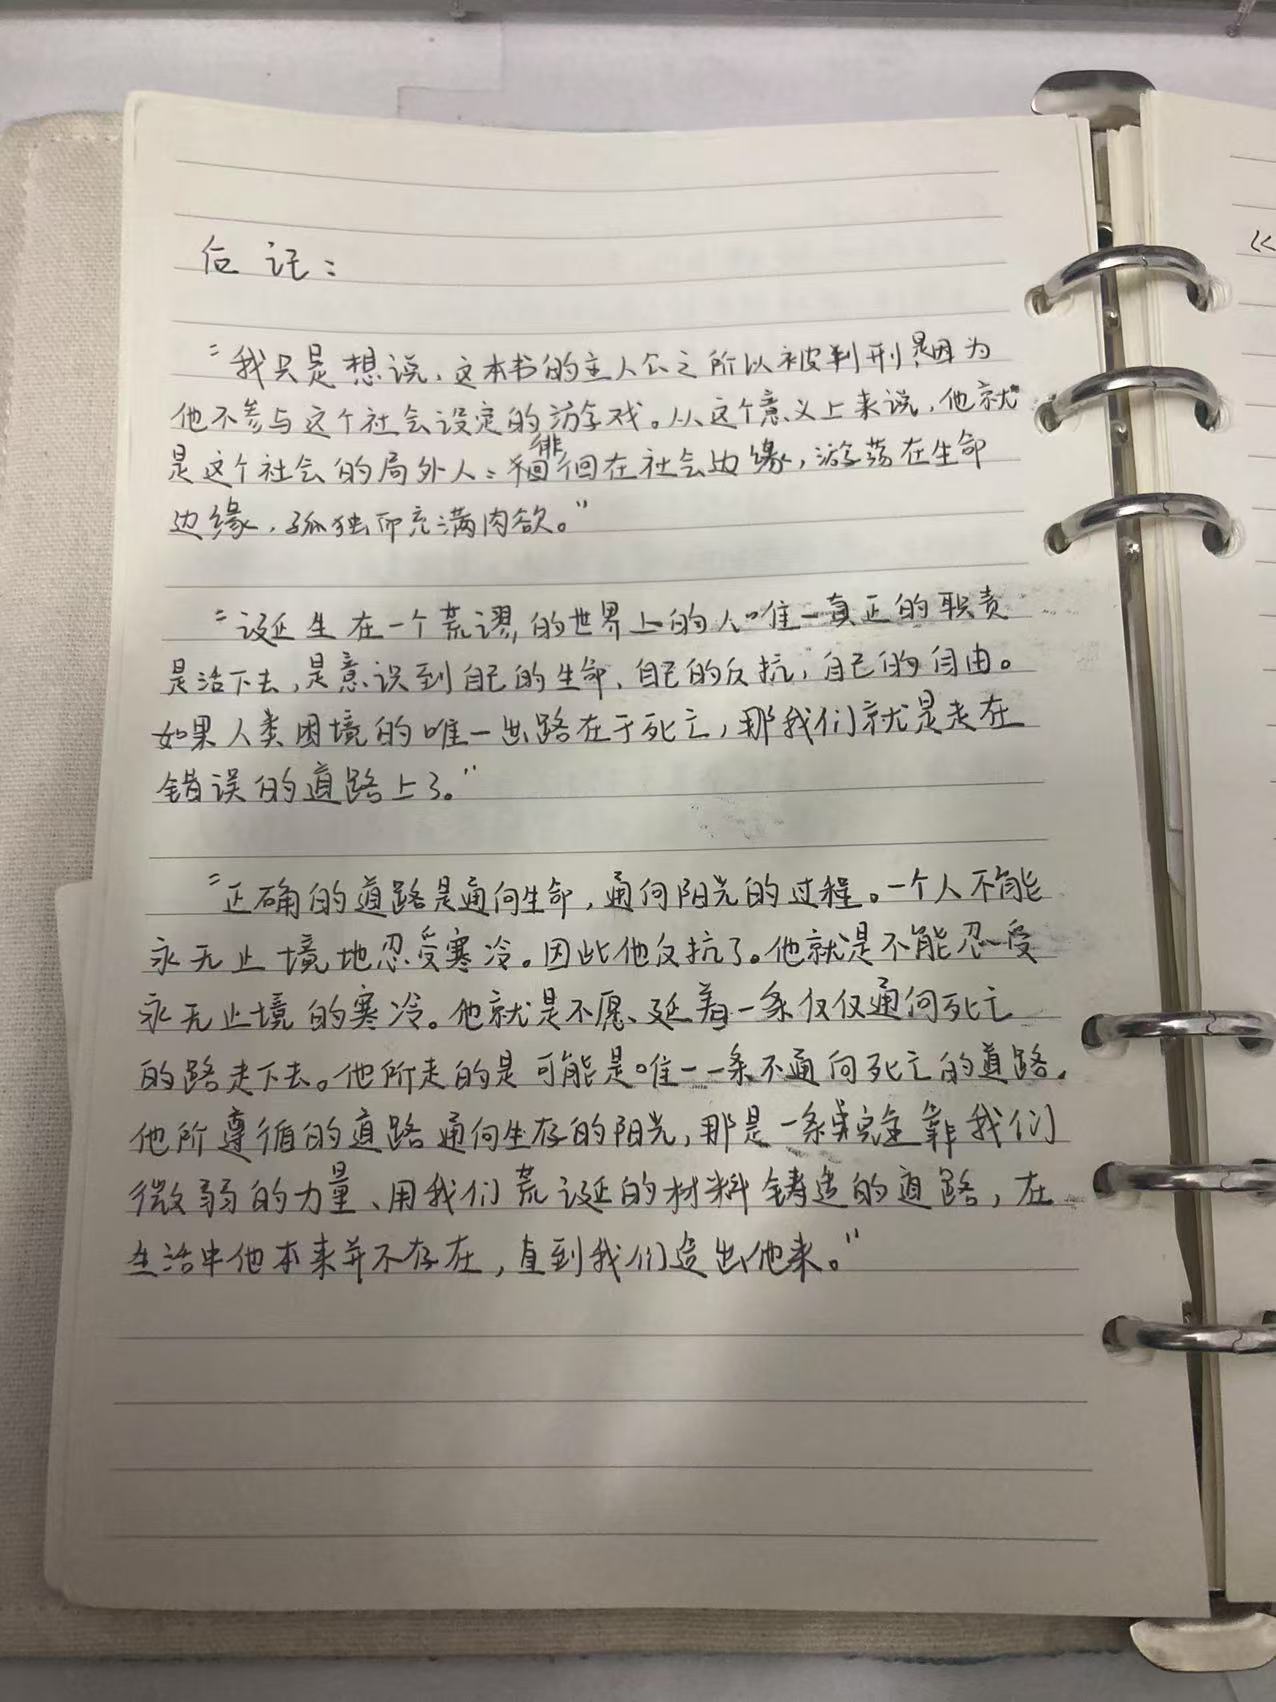 后记：
“我只是想说，这本书的主人公之所以被判刑是因为
他不参与这个社会设定的游戏。从这个意义上来说，他就
是这个社会的局外人：徘徊在社会边缘，游荡在生命
边缘，孤独而充满肉欲。”
“诞生在一个荒谬的世界上的人唯一真正的职责
是活下去，是意识到自己的生命、自己的反抗，自己的自由。
如果人类困境的唯一出路在于死亡，那我们就是走在
错误的道路上了。”
“正确的道路是通向生命，通向阳光的过程。一个人不能
永无止境地忍受寒冷。因此他反抗了。他就是不能忍受
永无止境的寒冷。他就是不愿延着一条仅仅通向死亡
的路走下去。他所走的是可能是唯一一条不通向死亡的道路。
他所遵循的道路通向生存的阳光，那是一条完全靠我们
微弱的力量、用我们荒诞的材料铸造的道路，在
生活中他本来并不存在，直到我们造出他来。”
《